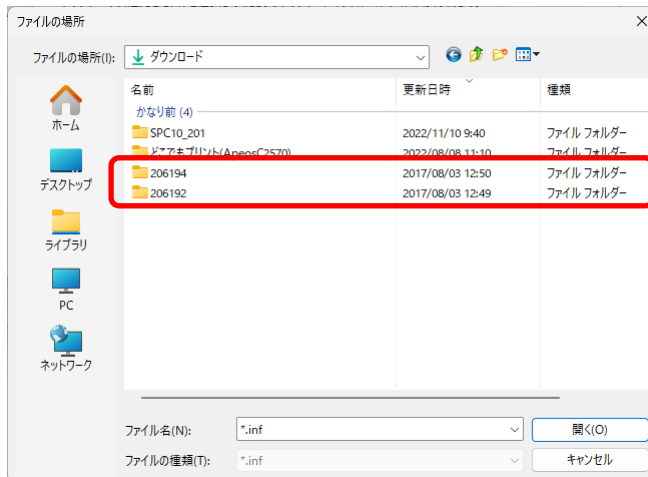 ファイルの場所
ファイルの場所(I): ダウンロード
名前 更新日時 種類
かなり前 (4)
SPC10_201 2022/11/10 9:40 ファイル フォルダー
どこでもプリント(ApeosC2570) 2022/08/08 11:10 ファイル フォルダー
206194 2017/08/03 12:50 ファイル フォルダー
206192 2017/08/03 12:49 ファイル フォルダー
ホーム
デスクトップ
ライブラリ
PC
ネットワーク
ファイル名(N): *.inf 開く(O)
ファイルの種類(T): *.inf キャンセル